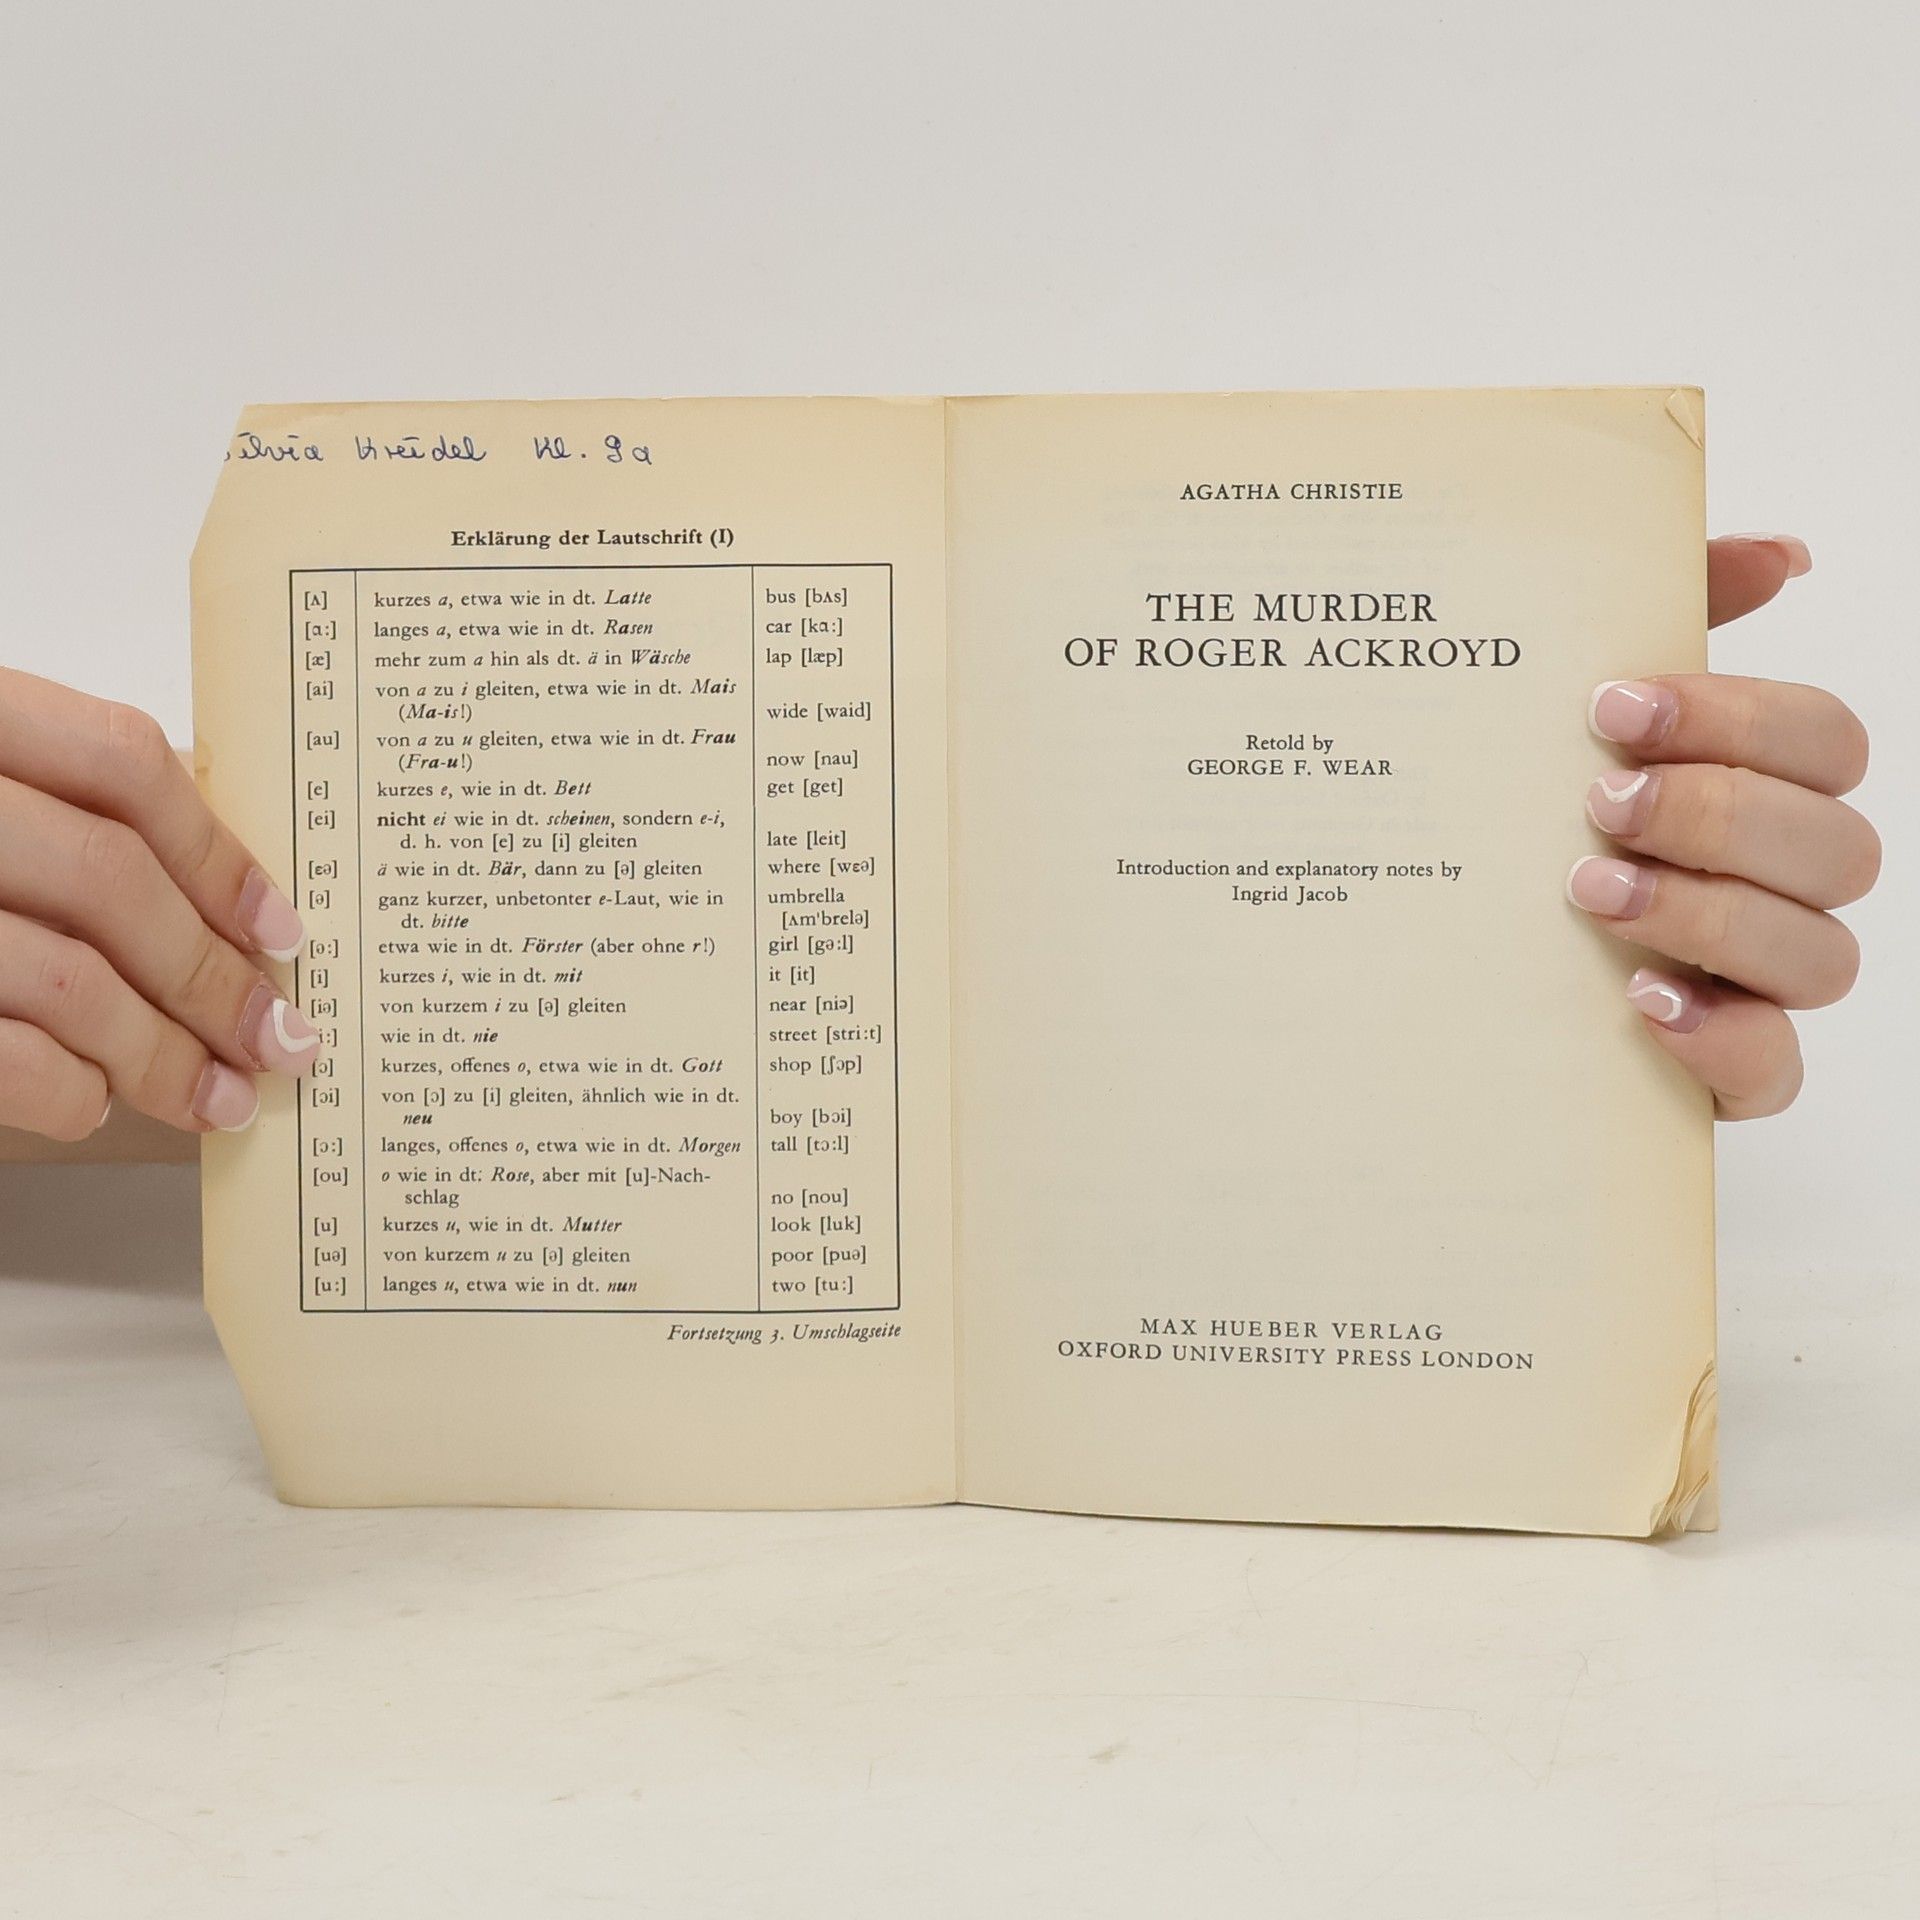 ilvia Kreidel Kl. 9a
Erklärung der Lautschrift (I)
[ʌ] kurzes a, etwa wie in dt. Latte bus [bʌs]
[ɑ:] langes a, etwa wie in dt. Rasen car [kɑ:]
[æ] mehr zum a hin als dt. ä in Wäsche lap [læp]
[ai] von a zu i gleiten, etwa wie in dt. Mais
(Ma-is!) wide [waid]
[au] von a zu u gleiten, etwa wie in dt. Frau
(Fra-u!) now [nau]
[e] kurzes e, wie in dt. Bett get [get]
[ei] nicht ei wie in dt. scheinen, sondern e-i,
d. h. von [e] zu [i] gleiten late [leit]
[ɛə] ä wie in dt. Bär, dann zu [ə] gleiten where [wɛə]
[ə] ganz kurzer, unbetonter e-Laut, wie in umbrella
dt. bitte [ʌm'brelə]
[ə:] etwa wie in dt. Förster (aber ohne r!) girl [gə:l]
[i] kurzes i, wie in dt. mit it [it]
[iə] von kurzem i zu [ə] gleiten near [niə]
i:] wie in dt. nie street [stri:t]
[ɔ] kurzes, offenes o, etwa wie in dt. Gott shop [ʃɔp]
[ɔi] von [ɔ] zu [i] gleiten, ähnlich wie in dt.
neu boy [bɔi]
[ɔ:] langes, offenes o, etwa wie in dt. Morgen tall [tɔ:l]
[ou] o wie in dt. Rose, aber mit [u]-Nach-
schlag no [nou]
[u] kurzes u, wie in dt. Mutter look [luk]
[uə] von kurzem u zu [ə] gleiten poor [puə]
[u:] langes u, etwa wie in dt. nun two [tu:]
Fortsetzung 3. Umschlagseite
AGATHA CHRISTIE
THE MURDER
OF ROGER ACKROYD
Retold by
GEORGE F. WEAR
Introduction and explanatory notes by
Ingrid Jacob
MAX HUEBER VERLAG
OXFORD UNIVERSITY PRESS LONDON